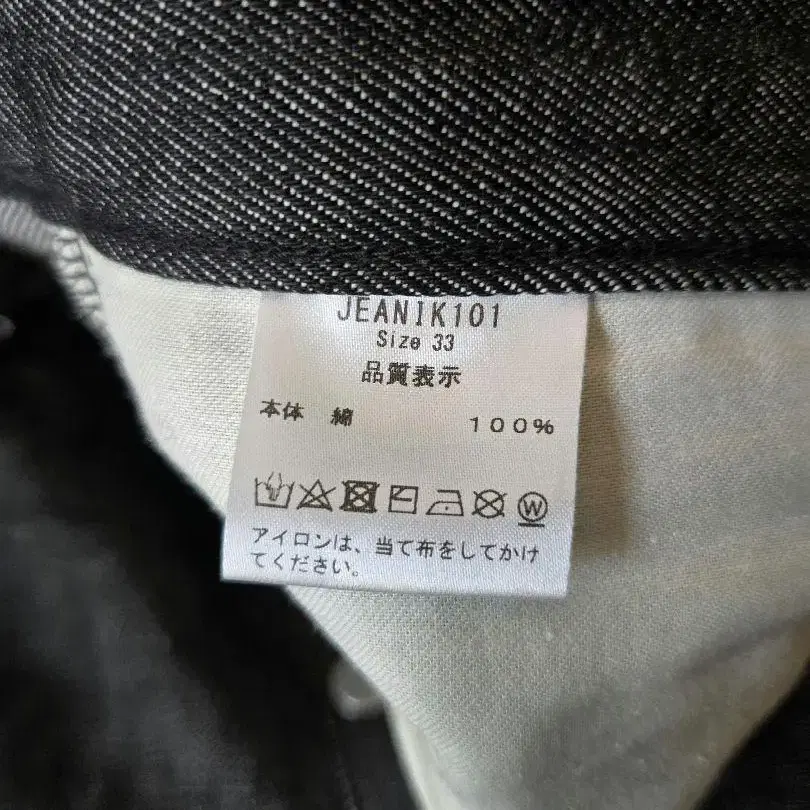 JEANIK101
Size 33
品質表示
本体 綿 100%
W
アイロンは、当て布をしてかけ
てください。